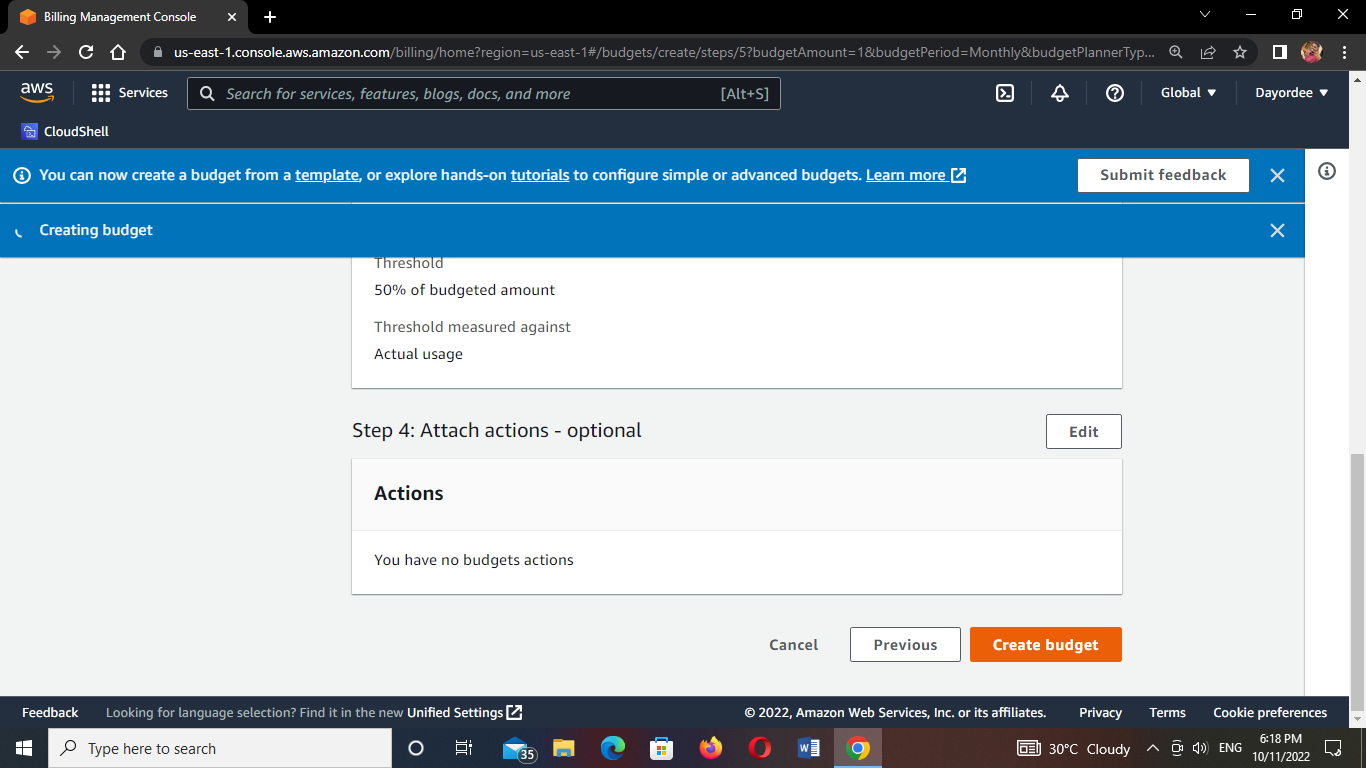 Billing Management Console
us-east-1.console.aws.amazon.com/billing/home?region=us-east-1#/budgets/create/steps/5?budgetAmount=1&budgetPeriod=Monthly&budgetPlannerTyp...
aws
Services
Search for services, features, blogs, docs, and more
[Alt+S]
Global
Dayordee
CloudShell
You can now create a budget from a template, or explore hands-on tutorials to configure simple or advanced budgets. Learn more
Submit feedback
Creating budget
Threshold
50% of budgeted amount
Threshold measured against
Actual usage
Step 4: Attach actions - optional
Edit
Actions
You have no budgets actions
Cancel
Previous
Create budget
Feedback
Looking for language selection? Find it in the new Unified Settings
© 2022, Amazon Web Services, Inc. or its affiliates.
Privacy
Terms
Cookie preferences
Type here to search
35
30°C Cloudy
ENG
6:18 PM
10/11/2022